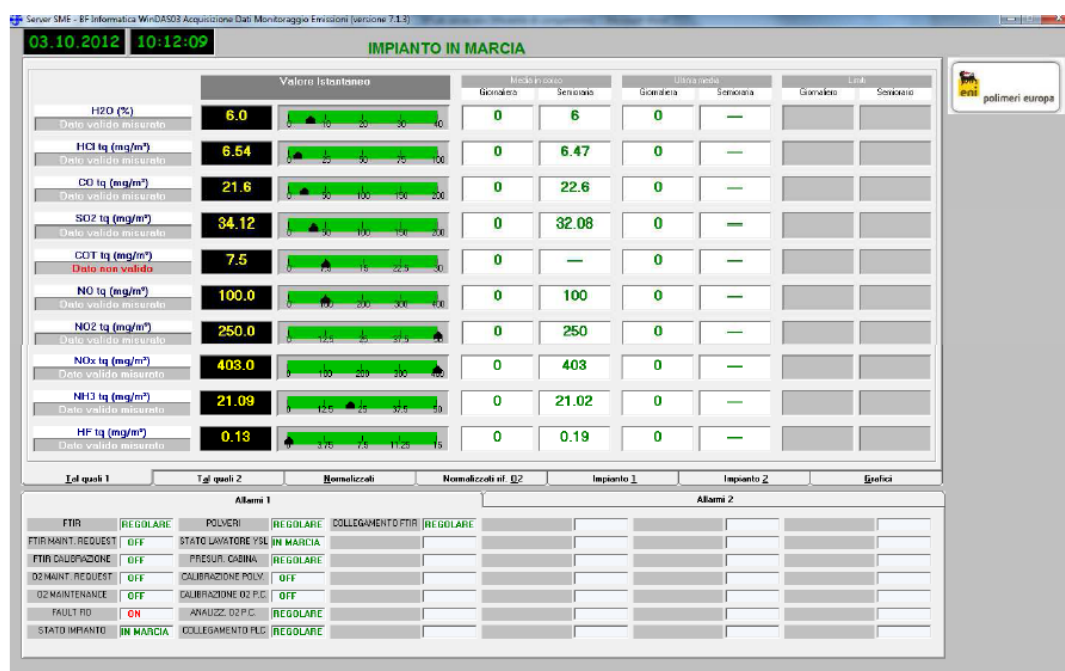 Server SME - BF Informatica WinDAS03 Acquisizione Dati Monitoraggio Emissioni (versione 7.1.3)
03.10.2012 10:12:09
IMPIANTO IN MARCIA
eni polimeri europa
Valore Istantaneo Media in corso Ultima media Limiti
Giornaliera Semioraria Giornaliera Semioraria Giornaliero Semiorario
H2O (%)
Dato valido misurato
6.0 0 10 20 30 40 0 6 0 —
HCl tq (mg/m³)
Dato valido misurato
6.54 0 25 50 75 100 0 6.47 0 —
CO tq (mg/m³)
Dato valido misurato
21.6 0 50 100 150 200 0 22.6 0 —
SO2 tq (mg/m³)
Dato valido misurato
34.12 0 50 100 150 200 0 32.08 0 —
COT tq (mg/m³)
Dato non valido
7.5 0 7.5 15 22.5 30 0 — 0 —
NO tq (mg/m³)
Dato valido misurato
100.0 0 100 200 300 400 0 100 0 —
NO2 tq (mg/m³)
Dato valido misurato
250.0 0 12.5 25 37.5 50 0 250 0 —
NOx tq (mg/m³)
Dato valido misurato
403.0 0 100 200 300 400 0 403 0 —
NH3 tq (mg/m³)
Dato valido misurato
21.09 0 12.5 25 37.5 50 0 21.02 0 —
HF tq (mg/m³)
Dato valido misurato
0.13 0 3.75 7.5 11.25 15 0 0.19 0 —
Tal quali 1 Tal quali 2 Normalizzati Normalizzati rif. O2 Impianto 1 Impianto 2 Grafici
Allarmi 1 Allarmi 2
FTIR REGOLARE POLVERI REGOLARE COLLEGAMENTO FTIR REGOLARE
FTIR MAINT. REQUEST OFF STATO LAVATORE YSL IN MARCIA
FTIR CALIBRAZIONE OFF PRESUR. CABINA REGOLARE
O2 MAINT. REQUEST OFF CALIBRAZIONE POLV. OFF
O2 MAINTENANCE OFF CALIBRAZIONE O2 P.C. OFF
FAULT FID ON ANALIZZ. O2 P.C. REGOLARE
STATO IMPIANTO IN MARCIA COLLEGAMENTO PLC REGOLARE